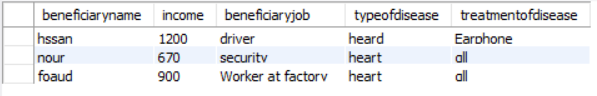 beneficiaryname income beneficiaryjob typeofdisease treatmentofdisease
hssan 1200 driver heard Earphone
nour 670 security heart all
foaud 900 Worker at factory heart all